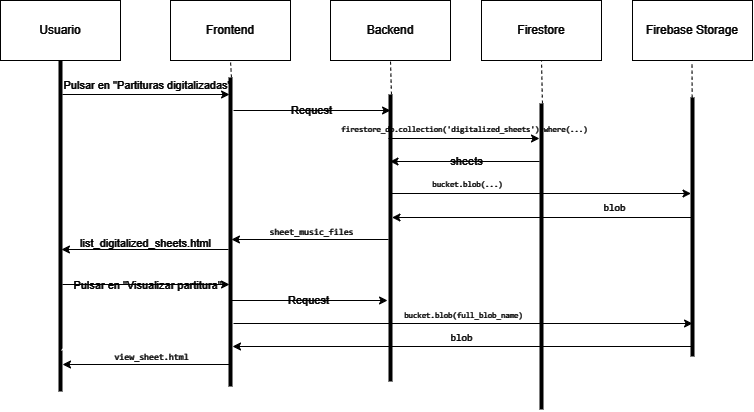 Usuario
Frontend
Backend
Firestore
Firebase Storage
Pulsar en "Partituras digitalizadas"
Request
firestore_db.collection('digitalized_sheets').where(...)
sheets
bucket.blob(...)
blob
sheet_music_files
list_digitalized_sheets.html
Pulsar en "Visualizar partitura"
Request
bucket.blob(full_blob_name)
blob
view_sheet.html